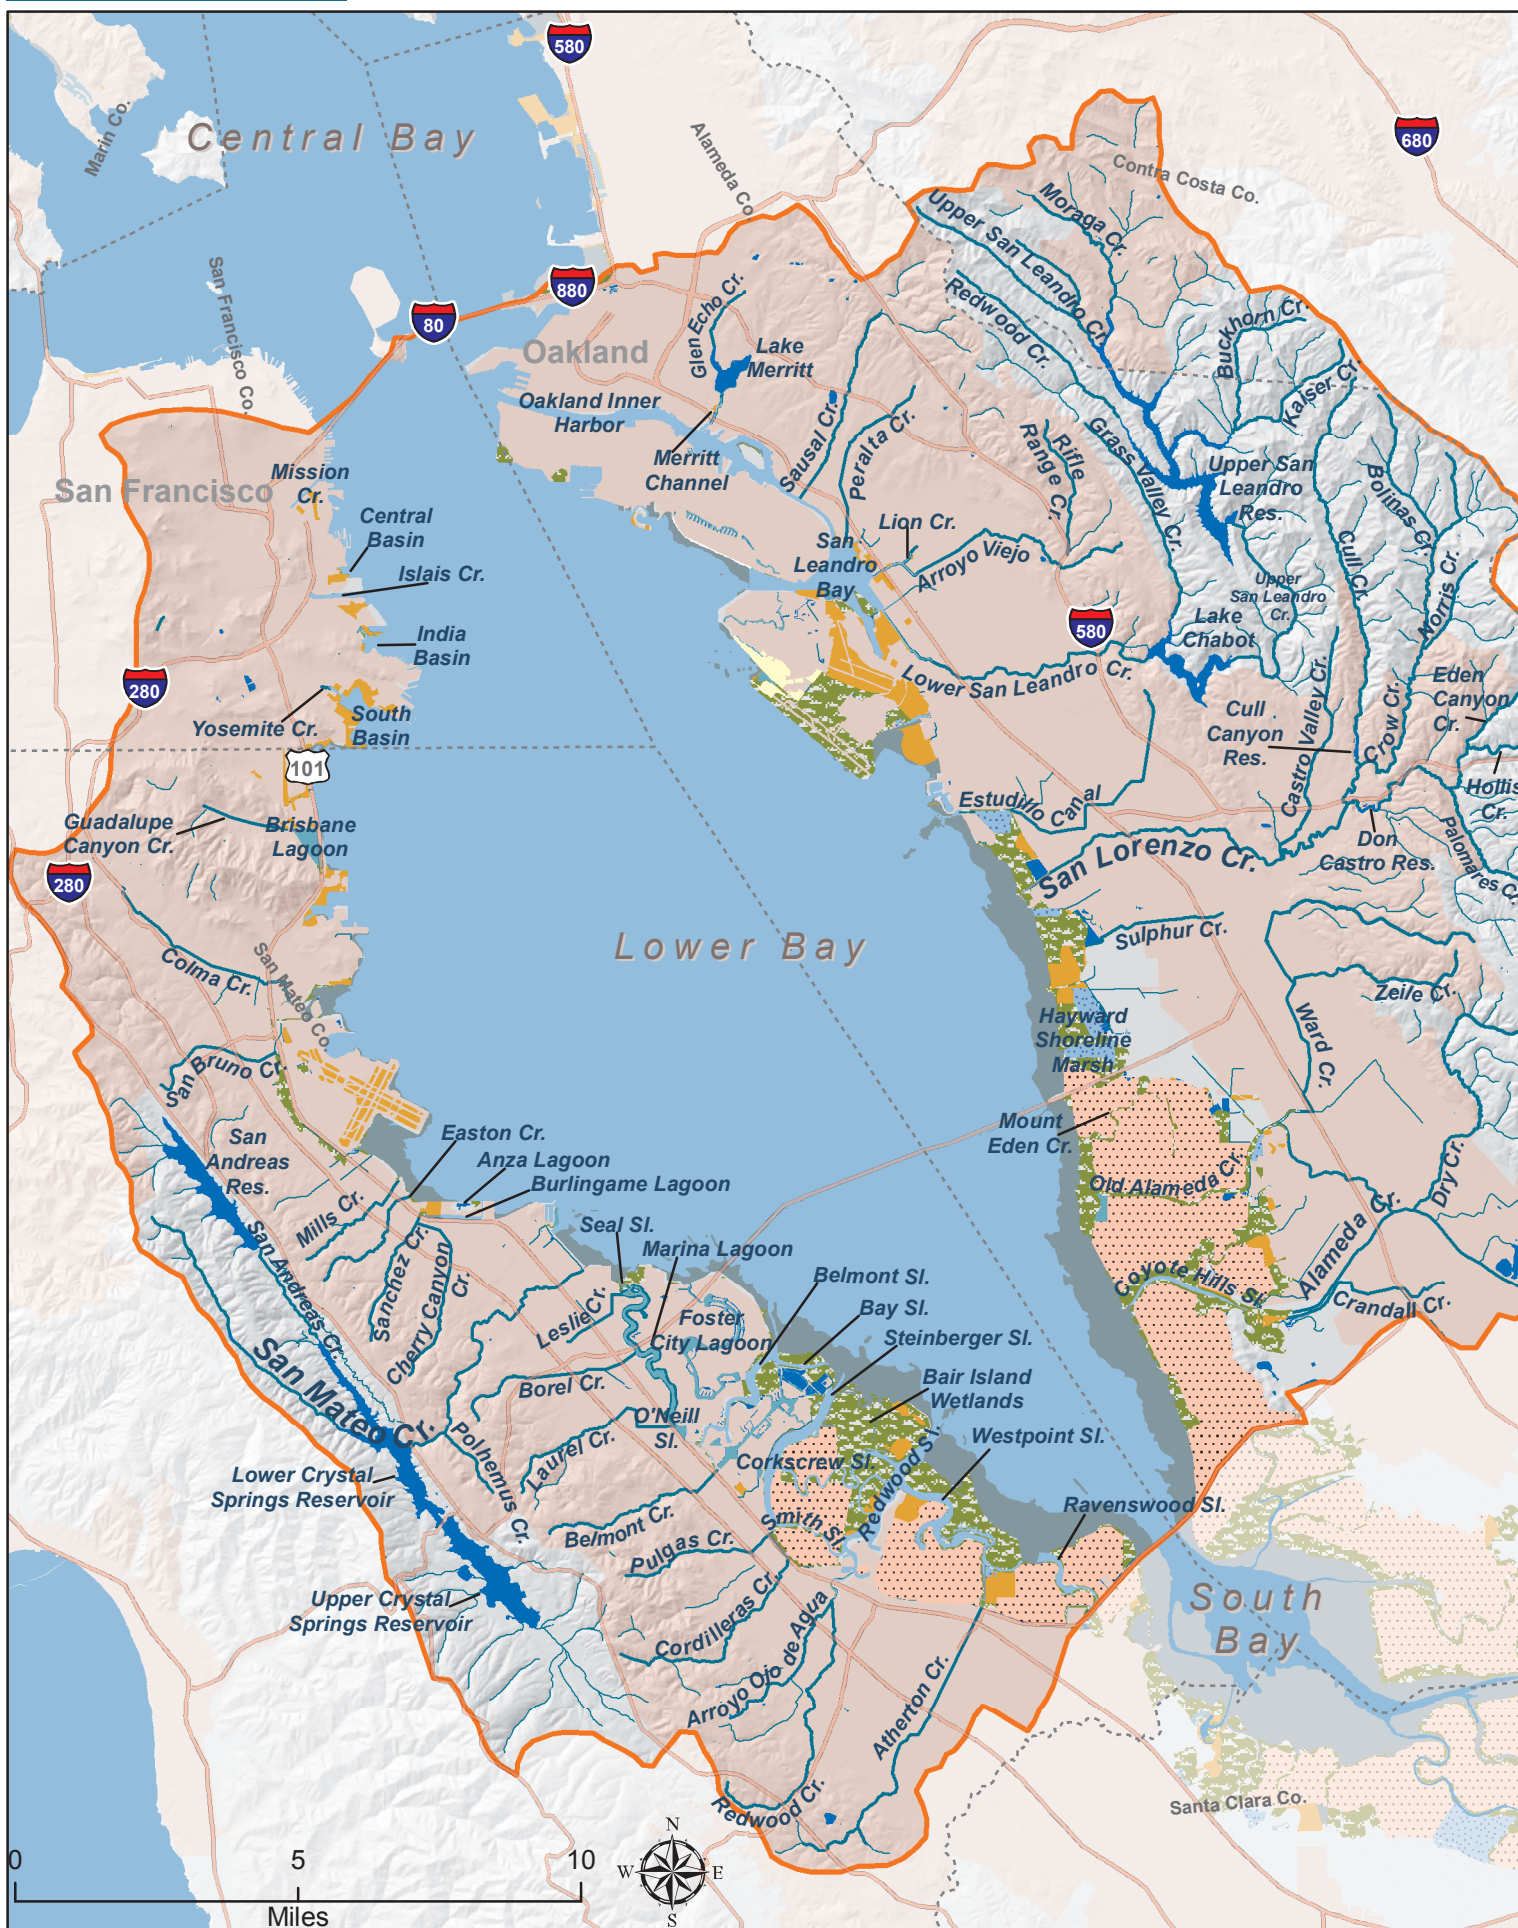 580
Central Bay
Marin Co.
Alameda Co.
680
Contra Costa Co.
Moraga Cr.
Upper San Leandro Cr.
San Francisco Co.
880
80
Glen Echo Cr.
Redwood Cr.
Buckhorn Cr.
Oakland
Lake
Merritt
Kaiser Cr.
Oakland Inner
Harbor
Sausal Cr.
Peralta Cr.
Rifle
Range Cr.
Grass Valley Cr.
Merritt
Channel
Upper San
Leandro
Res.
Bolinas Cr.
Mission
Cr.
San Francisco
Central
Basin
Lion Cr.
San
Leandro
Bay
Arroyo Viejo
Cull Cr.
Norris Cr.
Islais Cr.
Upper
San Leandro
Cr.
India
Basin
580
Lake
Chabot
280
Lower San Leandro Cr.
Eden
Canyon
Cr.
Yosemite Cr.
South
Basin
Cull
Canyon
Res.
Castro Valley Cr.
Crow Cr.
101
Hollis
Cr.
Estudillo Canal
Guadalupe
Canyon Cr.
Brisbane
Lagoon
San Lorenzo Cr.
Don
Castro Res.
Palomares Cr.
280
Lower Bay
Sulphur Cr.
Colma Cr.
San Mateo Co.
Zeile Cr.
Hayward
Shoreline
Marsh
Ward Cr.
San Bruno Cr.
Mount
Eden Cr.
San
Andreas
Res.
Easton Cr.
Anza Lagoon
Burlingame Lagoon
Old Alameda Cr.
Dry Cr.
Mills Cr.
Seal Sl.
Marina Lagoon
Alameda Cr.
San Andreas Cr.
Sanchez Cr.
Cherry Canyon
Cr.
Belmont Sl.
Coyote Hills Sl.
Leslie Cr.
Foster
City Lagoon
Bay Sl.
Crandall Cr.
Steinberger Sl.
San Mateo Cr.
Borel Cr.
Bair Island
Wetlands
O'Neill
Sl.
Polhemus Cr.
Laurel Cr.
Westpoint Sl.
Corkscrew Sl.
Redwood Sl.
Lower Crystal
Springs Reservoir
Ravenswood Sl.
Belmont Cr.
Smith Sl.
Pulgas Cr.
Upper Crystal
Springs Reservoir
South
Bay
Cordilleras Cr.
Arroyo Ojo de Agua
Atherton Cr.
Redwood Cr.
Santa Clara Co.
0 5 10
Miles
N
W E
S